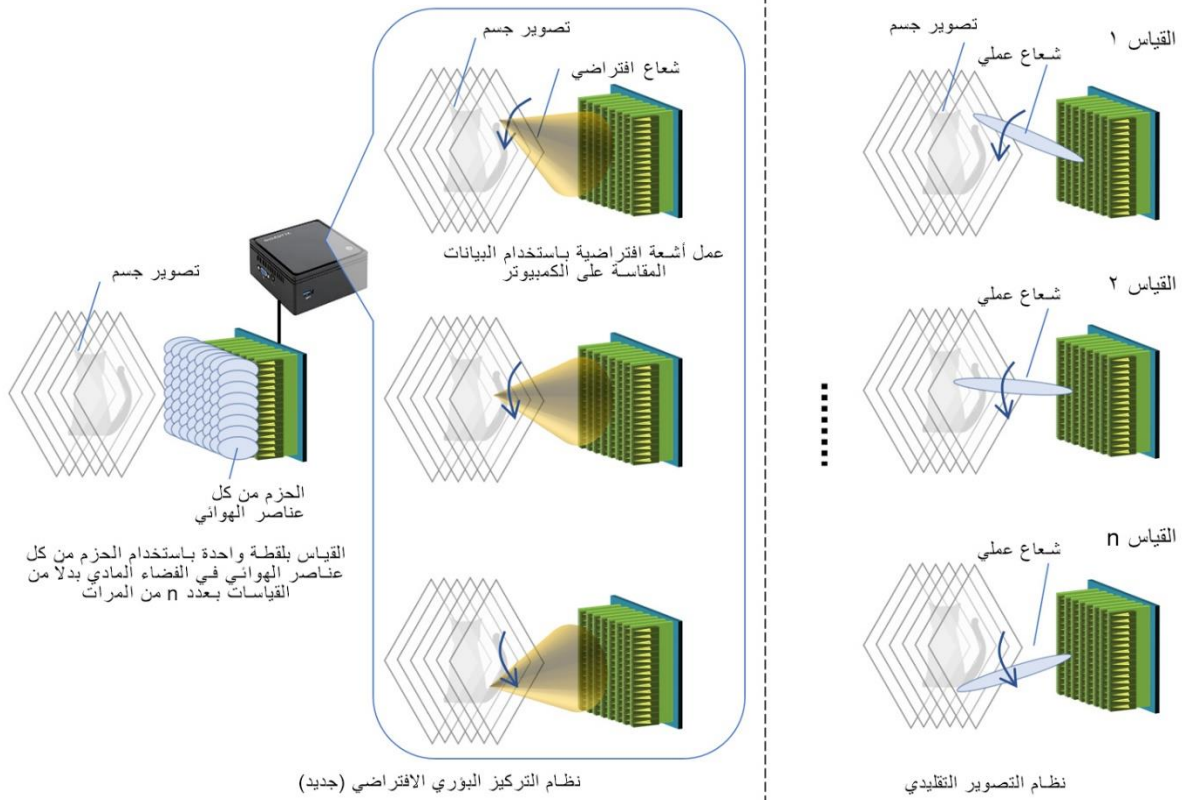 القياس ١
تصوير جسم
شعاع عملي
القياس ٢
شعاع عملي
القياس n
شعاع عملي
نظام التصوير التقليدي
تصوير جسم
شعاع افتراضي
عمل أشعة افتراضية باستخدام البيانات
المقاسة على الكمبيوتر
تصوير جسم
الحزم من كل
عناصر الهوائي
القياس بلقطة واحدة باستخدام الحزم من كل
عناصر الهوائي في الفضاء المادي بدلًا من
القياسات بعدد n من المرات
نظام التركيز البؤري الافتراضي (جديد)